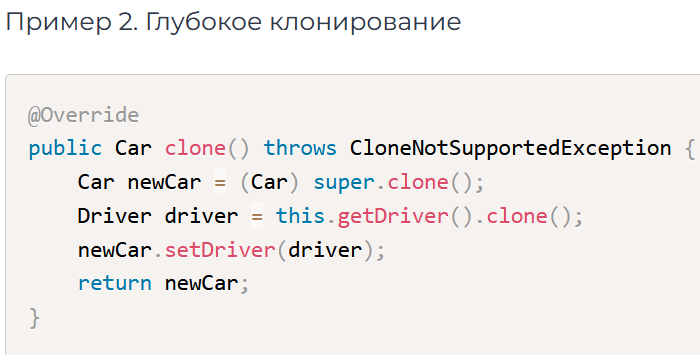 Пример 2. Глубокое клонирование
@Override
public Car clone() throws CloneNotSupportedException {
    Car newCar = (Car) super.clone();
    Driver driver = this.getDriver().clone();
    newCar.setDriver(driver);
    return newCar;
}